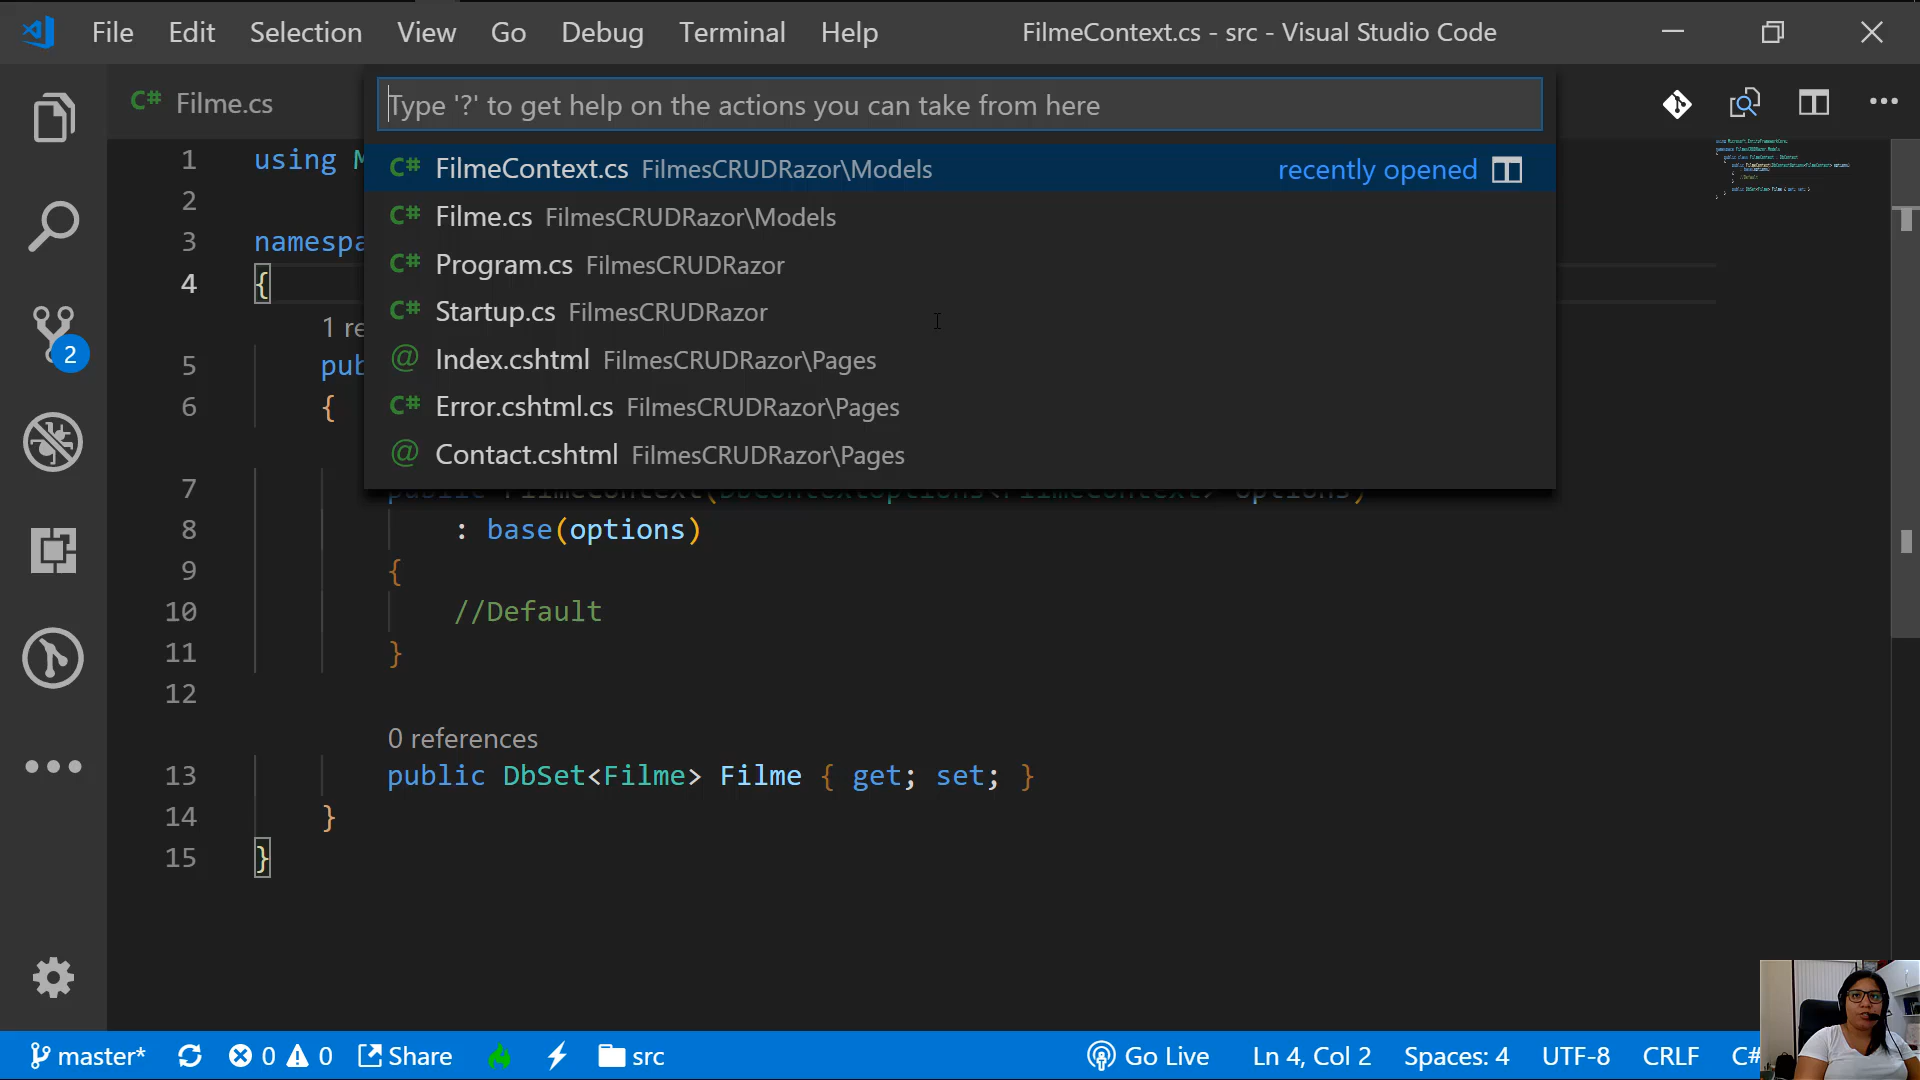 File Edit Selection View Go Debug Terminal Help FilmeContext.cs - src - Visual Studio Code
C# Filme.cs
Type '?' to get help on the actions you can take from here
C# FilmeContext.cs FilmesCRUDRazor\Models recently opened
C# Filme.cs FilmesCRUDRazor\Models
C# Program.cs FilmesCRUDRazor
C# Startup.cs FilmesCRUDRazor
@ Index.cshtml FilmesCRUDRazor\Pages
C# Error.cshtml.cs FilmesCRUDRazor\Pages
@ Contact.cshtml FilmesCRUDRazor\Pages
1 using
2
3 namespa
4 {
1 re
5 pub
6 {
7 public FilmeContext(DbContextOptions<FilmeContext> options)
8 : base(options)
9 {
10 //Default
11 }
12
0 references
13 public DbSet<Filme> Filme { get; set; }
14 }
15 }
2
master* 0 0 Share src Go Live Ln 4, Col 2 Spaces: 4 UTF-8 CRLF C#